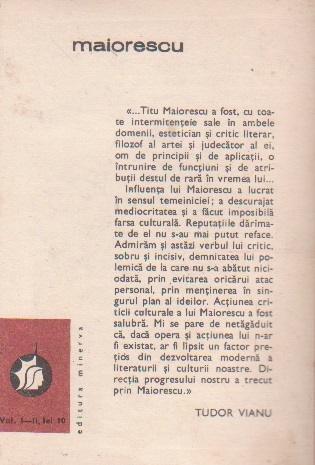 maiorescu
«...Titu Maiorescu a fost, cu toa-
te intermitențele sale în ambele
domenii, estetician și critic literar,
filozof al artei și judecător al ei,
om de principii și de aplicații, o
întrunire de funcțiuni și de atri-
buții destul de rară în vremea lui...
Influența lui Maiorescu a lucrat
în sensul temeiniciei; a descurajat
mediocritatea și a făcut imposibilă
farsa culturală. Reputațiile dărîma-
te de el nu s-au mai putut reface.
Admirăm și astăzi verbul lui critic,
sobru și incisiv, demnitatea lui po-
lemică de la care nu s-a abătut nici-
odată, prin evitarea oricărui atac
personal, prin menținerea în sin-
gurul plan al ideilor. Acțiunea cri-
ticii culturale a lui Maiorescu a fost
salubră. Mi se pare de netăgăduit
că, dacă opera și acțiunea lui n-ar
fi existat, ar fi lipsit un factor pre-
țios din dezvoltarea modernă a
literaturii și culturii noastre. Di-
recția progresului nostru a trecut
prin Maiorescu.»
TUDOR VIANU
editura minerva
Vol. I—II, lei 10